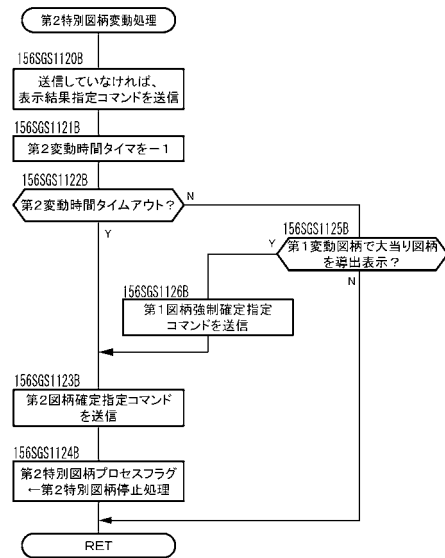 第2特別図柄変動処理
156SGS1120B
送信していなければ、
表示結果指定コマンドを送信
156SGS1121B
第2変動時間タイマを－1
156SGS1122B
第2変動時間タイムアウト？
N
Y
156SGS1125B
第1変動図柄で大当り図柄
を導出表示？
Y
N
156SGS1126B
第1図柄強制確定指定
コマンドを送信
156SGS1123B
第2図柄確定指定コマンド
を送信
156SGS1124B
第2特別図柄プロセスフラグ
←第2特別図柄停止処理
RET